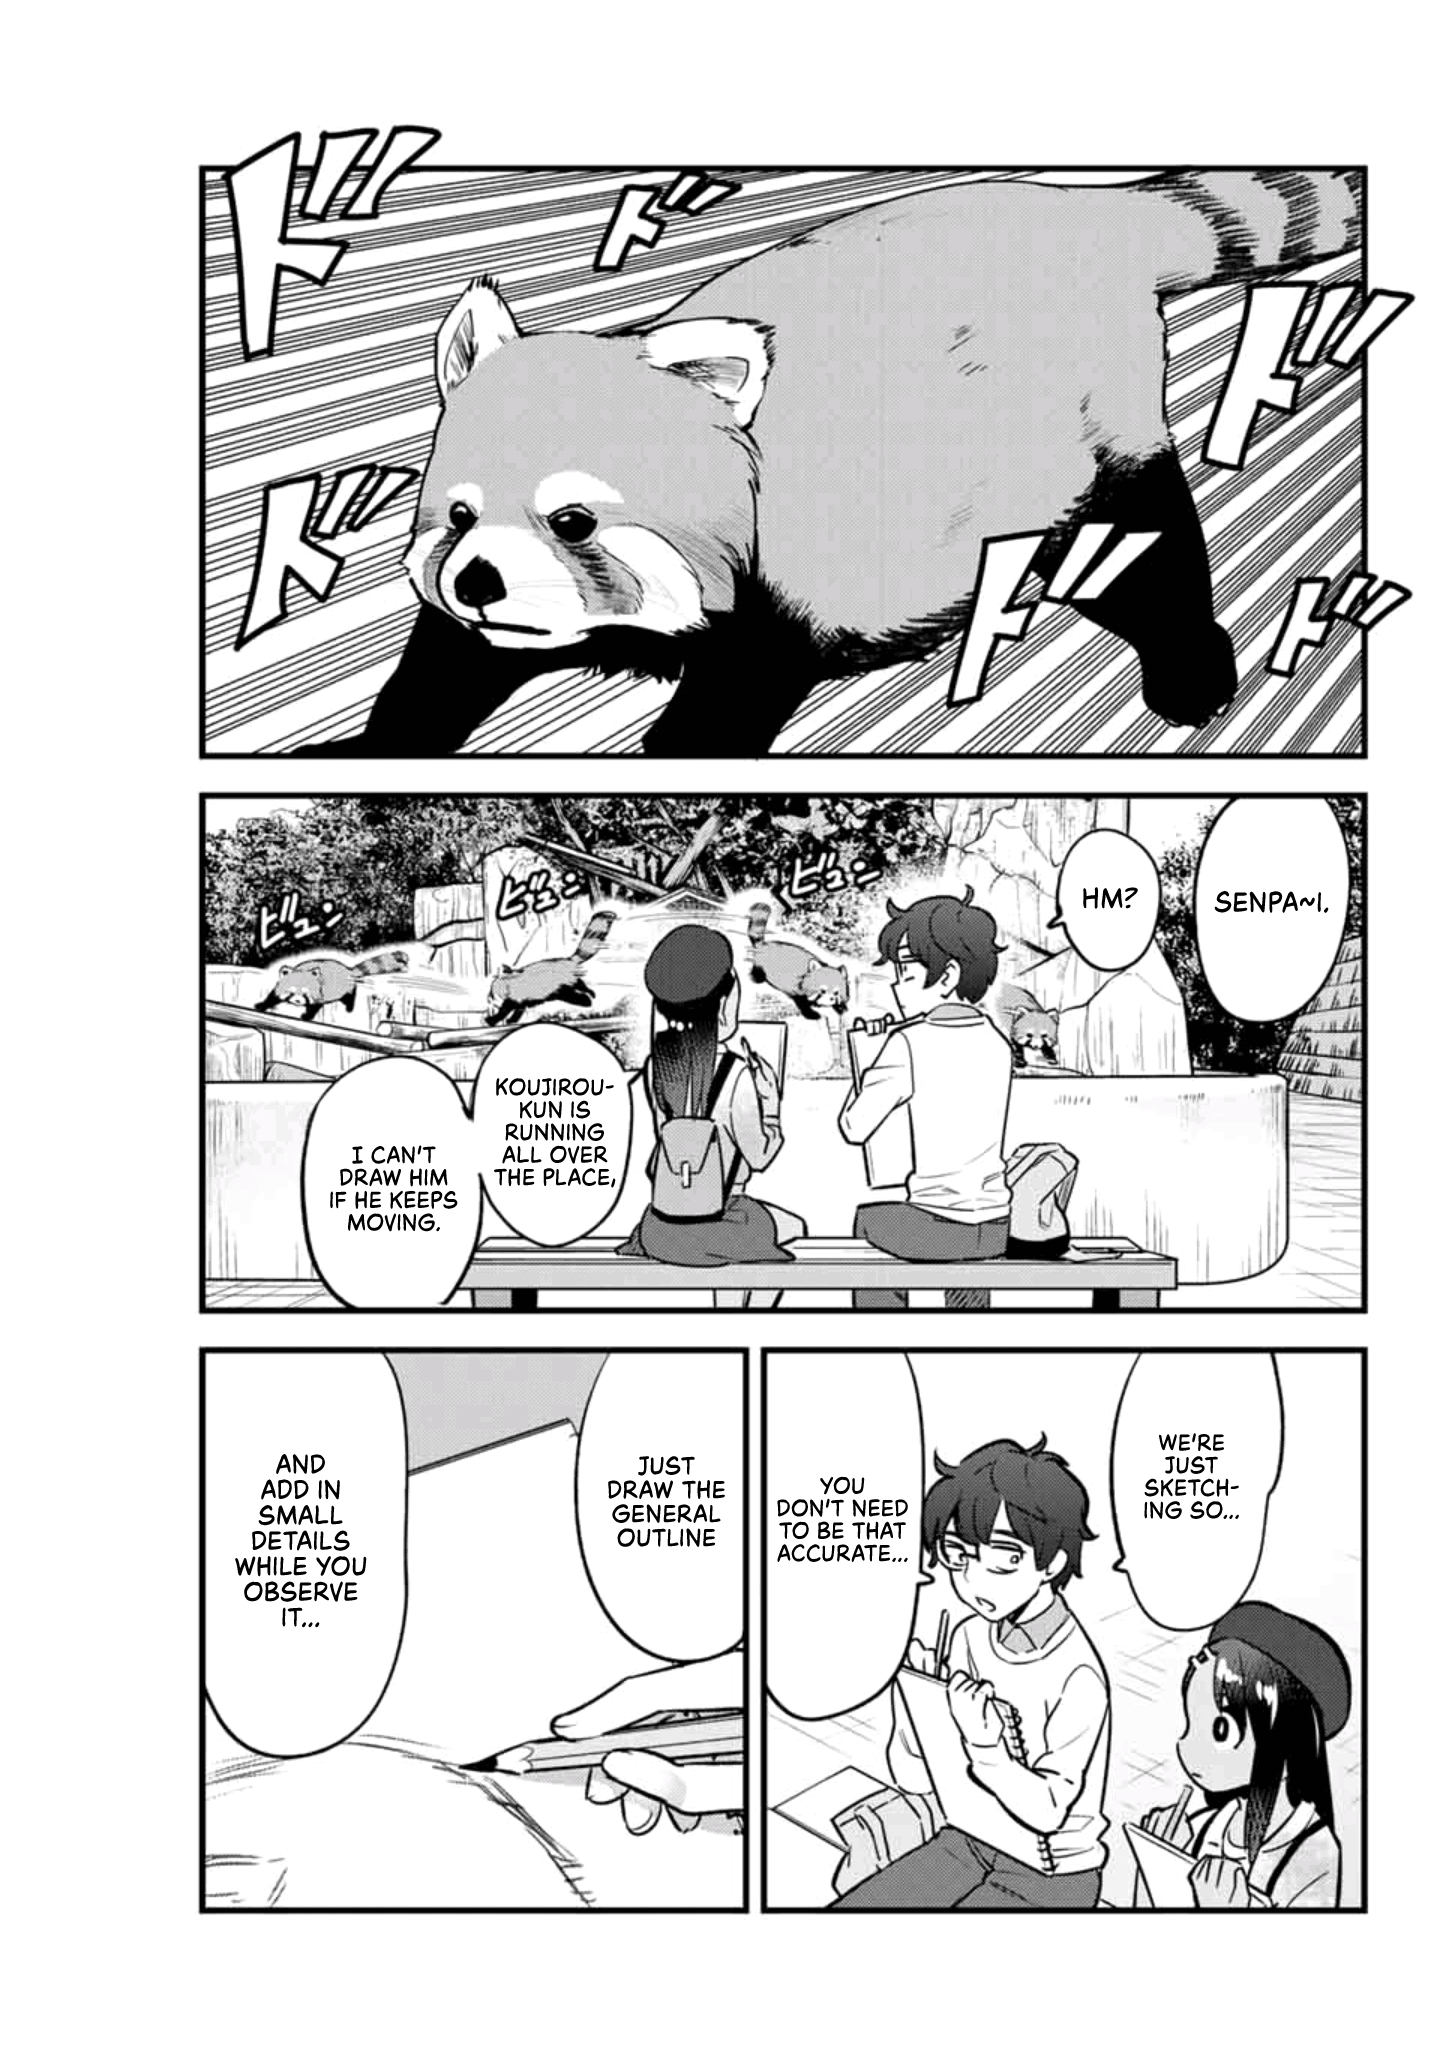 ド
ド
ド
ド
ド
ド
SENPA~I.
HM?
ビュン
ビュン
ビュン
KOUJIROU-
KUN IS
RUNNING
ALL OVER
THE PLACE,
I CAN'T
DRAW HIM
IF HE KEEPS
MOVING.
WE'RE
JUST
SKETCH-
ING SO...
YOU
DON'T NEED
TO BE THAT
ACCURATE...
JUST
DRAW THE
GENERAL
OUTLINE
AND
ADD IN
SMALL
DETAILS
WHILE YOU
OBSERVE
IT...